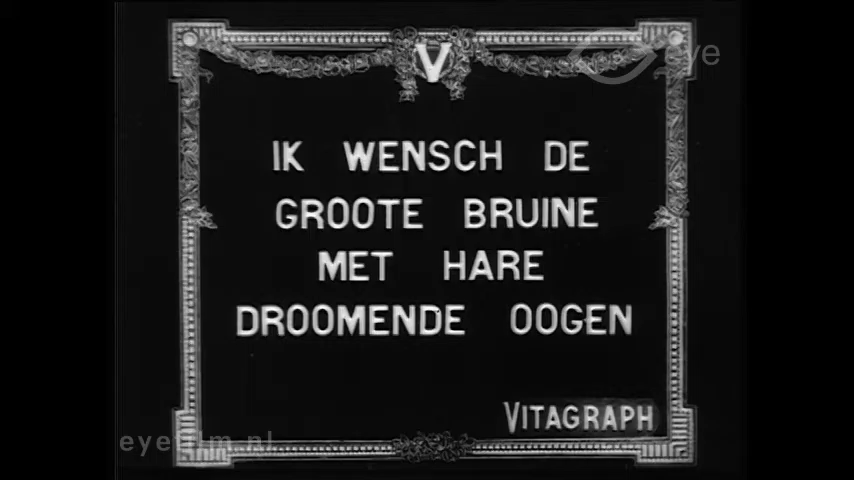 V
eye
IK WENSCH DE
GROOTE BRUINE
MET HARE
DROOMENDE OOGEN
VITAGRAPH
eyefilm.nl